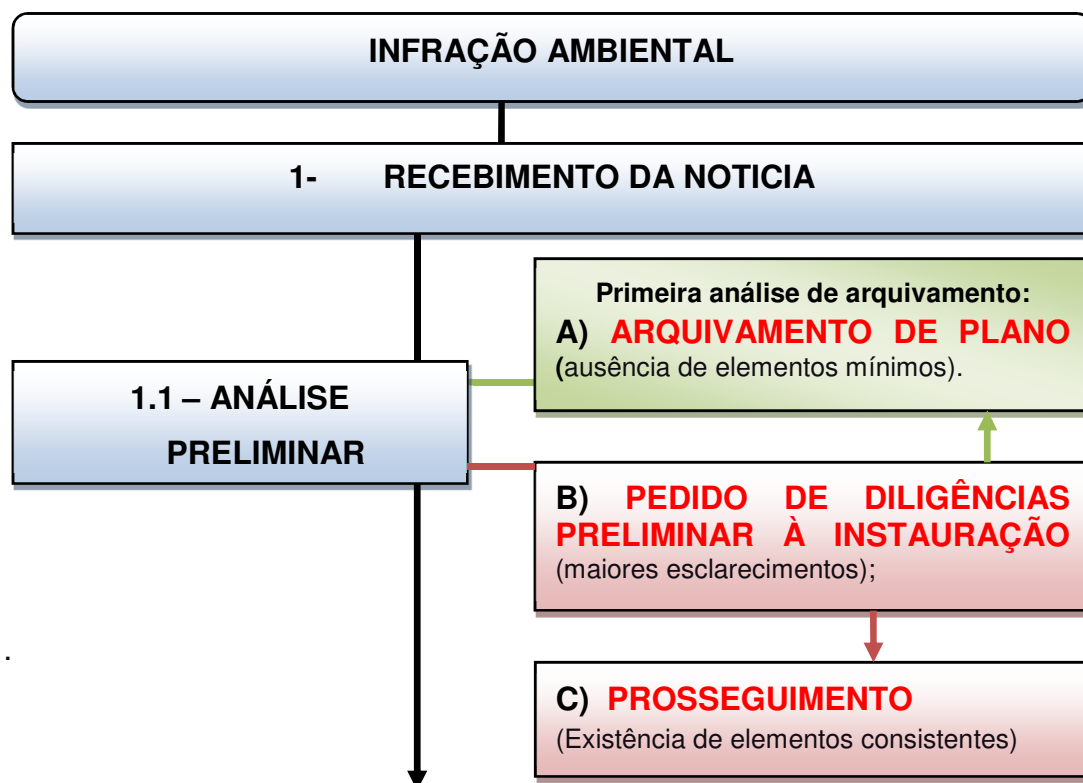 INFRAÇÃO AMBIENTAL
1- RECEBIMENTO DA NOTICIA
Primeira análise de arquivamento:
A) ARQUIVAMENTO DE PLANO
(ausência de elementos mínimos).
1.1 – ANÁLISE
PRELIMINAR
B) PEDIDO DE DILIGÊNCIAS
PRELIMINAR À INSTAURAÇÃO
(maiores esclarecimentos);
.
C) PROSSEGUIMENTO
(Existência de elementos consistentes)